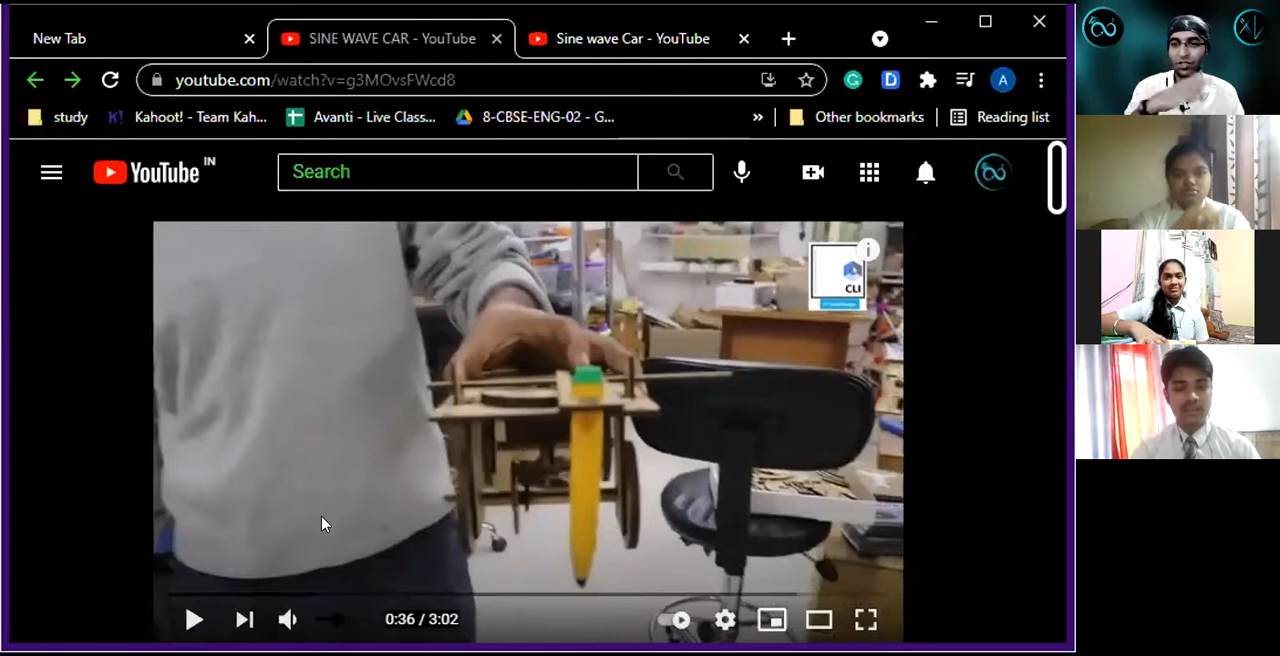 New Tab
SINE WAVE CAR - YouTube
Sine wave Car - YouTube
youtube.com/watch?v=g3MOvsFWcd8
A
study
Kahoot! - Team Kah...
Avanti - Live Class...
8-CBSE-ENG-02 - G...
»
Other bookmarks
Reading list
YouTube IN
Search
CLI
0:36 / 3:02